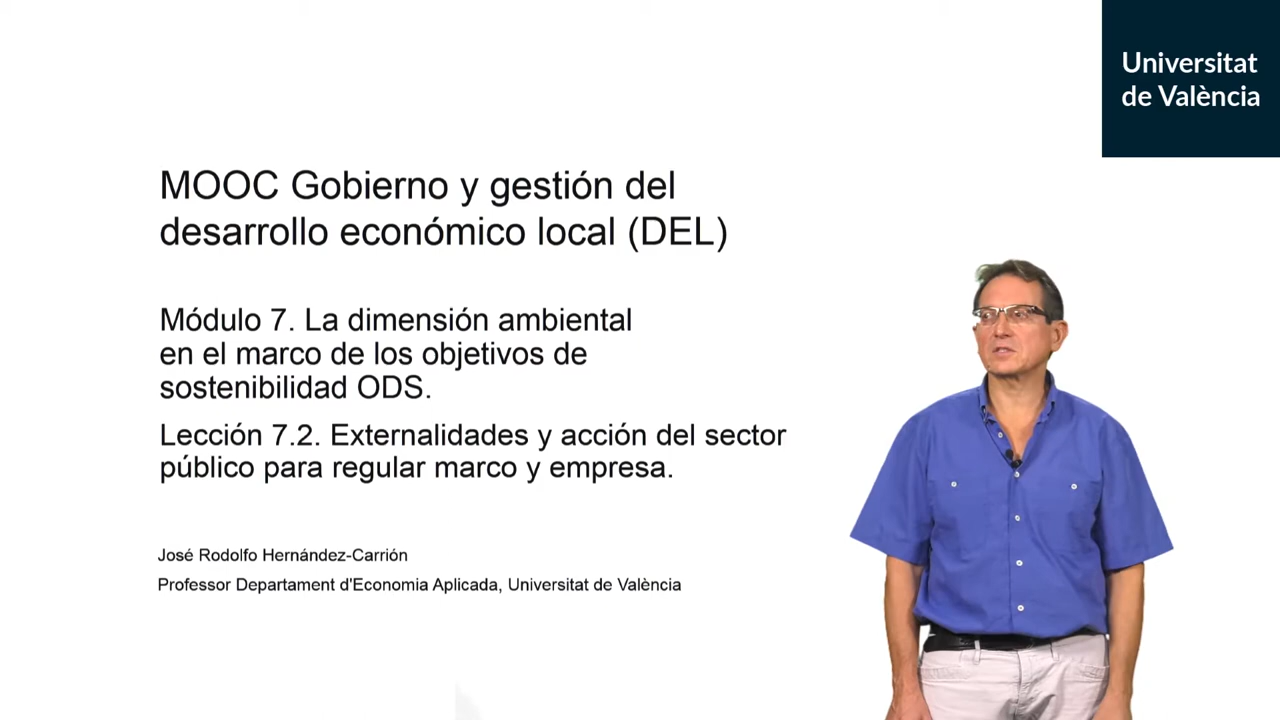 Universitat
de València
MOOC Gobierno y gestión del
desarrollo económico local (DEL)
Módulo 7. La dimensión ambiental
en el marco de los objetivos de
sostenibilidad ODS.
Lección 7.2. Externalidades y acción del sector
público para regular marco y empresa.
José Rodolfo Hernández-Carrión
Professor Departament d'Economia Aplicada, Universitat de València